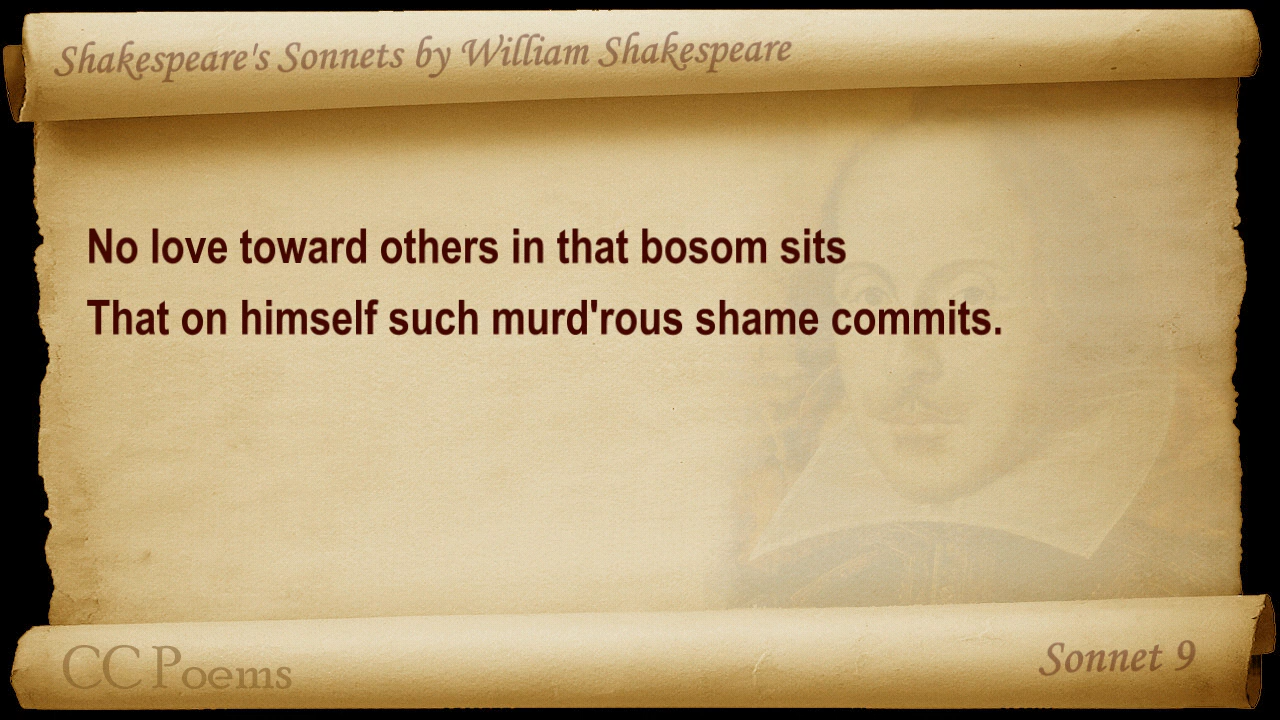 Shakespeare's Sonnets by William Shakespeare
No love toward others in that bosom sits
That on himself such murd'rous shame commits.
CC Poems
Sonnet 9